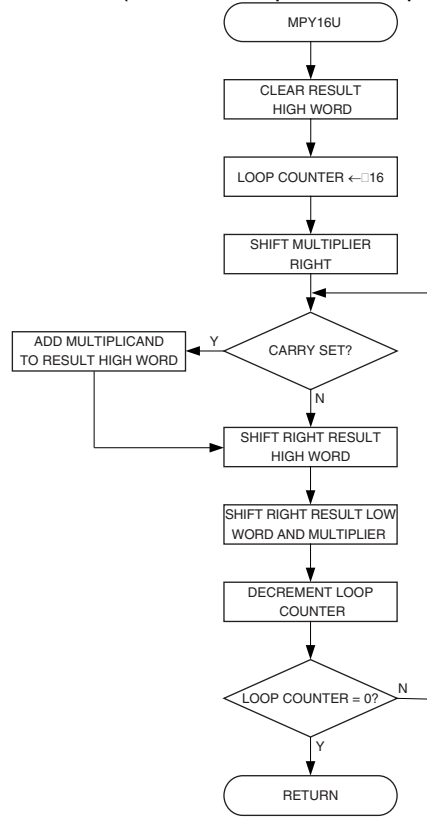 MPY16U
CLEAR RESULT
HIGH WORD
LOOP COUNTER ←□16
SHIFT MULTIPLIER
RIGHT
CARRY SET?
Y
ADD MULTIPLICAND
TO RESULT HIGH WORD
N
SHIFT RIGHT RESULT
HIGH WORD
SHIFT RIGHT RESULT LOW
WORD AND MULTIPLIER
DECREMENT LOOP
COUNTER
LOOP COUNTER = 0?
N
Y
RETURN